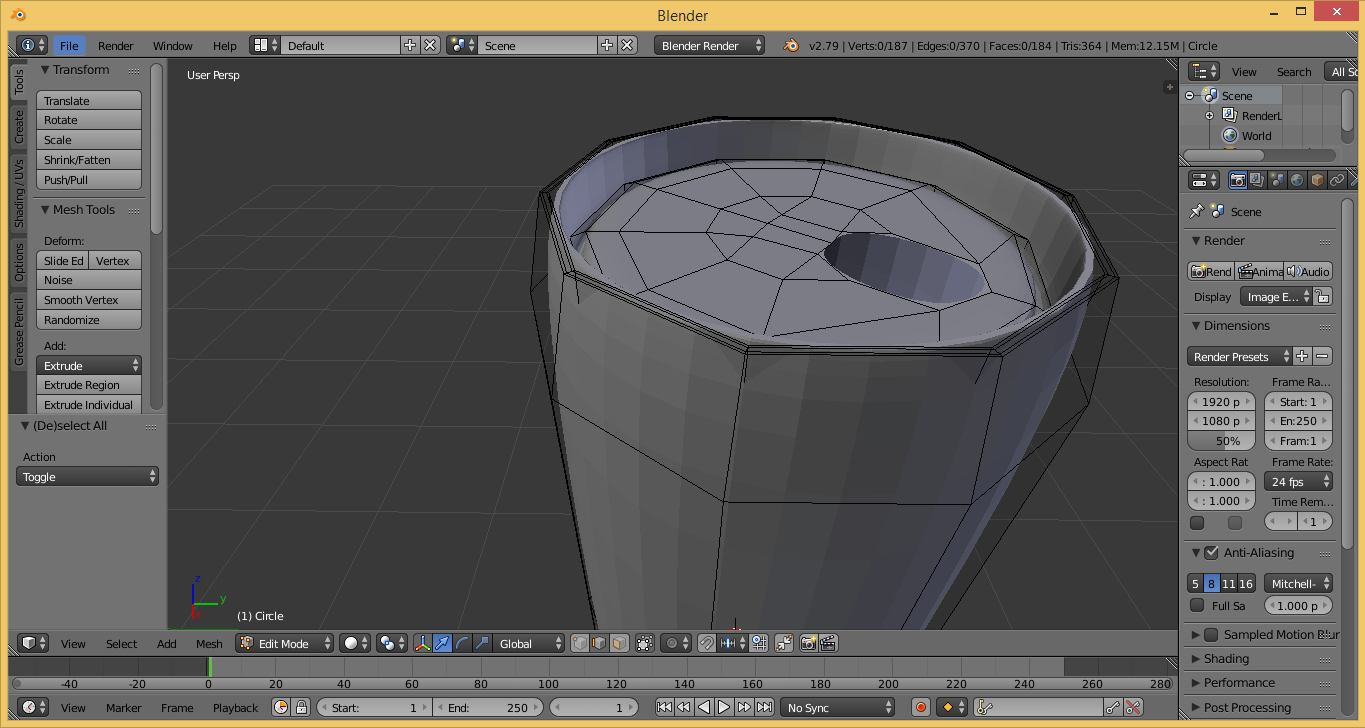 Blender
File Render Window Help Default Scene Blender Render v2.79 | Verts:0/187 | Edges:0/370 | Faces:0/184 | Tris:364 | Mem:12.15M | Circle
Tools
Create
Shading / UVs
Options
Grease Pencil
Transform
Translate
Rotate
Scale
Shrink/Fatten
Push/Pull
Mesh Tools
Deform:
Slide Ed Vertex
Noise
Smooth Vertex
Randomize
Add:
Extrude
Extrude Region
Extrude Individual
(De)select All
Action
Toggle
User Persp
z
y
(1) Circle
View Select Add Mesh Edit Mode Global
-40 -20 0 20 40 60 80 100 120 140 160 180 200 220 240 260 280
View Marker Frame Playback Start: 1 End: 250 1 No Sync
View Search All Sc
Scene
RenderL
World
Scene
Render
Rend Anima Audio
Display Image E...
Dimensions
Render Presets
Resolution: Frame Ra...
1920 p Start: 1
1080 p En:250
50% Fram:1
Aspect Rat Frame Rate:
: 1.000 24 fps
: 1.000 Time Rem...
1
Anti-Aliasing
5 8 11 16 Mitchell-
Full Sa 1.000 p
Sampled Motion Blur
Shading
Performance
Post Processing